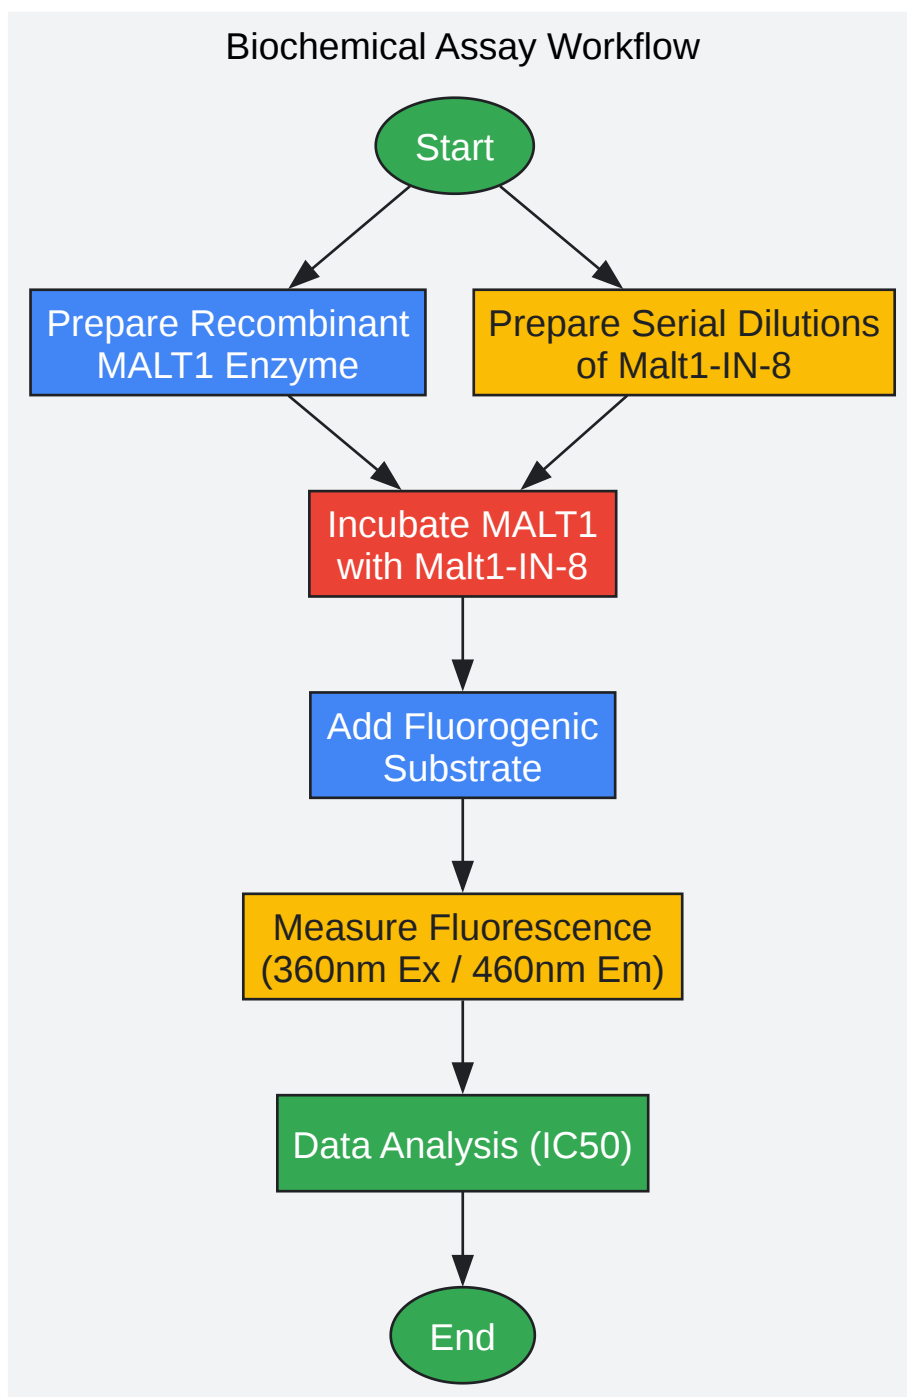 Biochemical Assay Workflow
Start
Prepare Recombinant
MALT1 Enzyme
Prepare Serial Dilutions
of Malt1-IN-8
Incubate MALT1
with Malt1-IN-8
Add Fluorogenic
Substrate
Measure Fluorescence
(360nm Ex / 460nm Em)
Data Analysis (IC50)
End